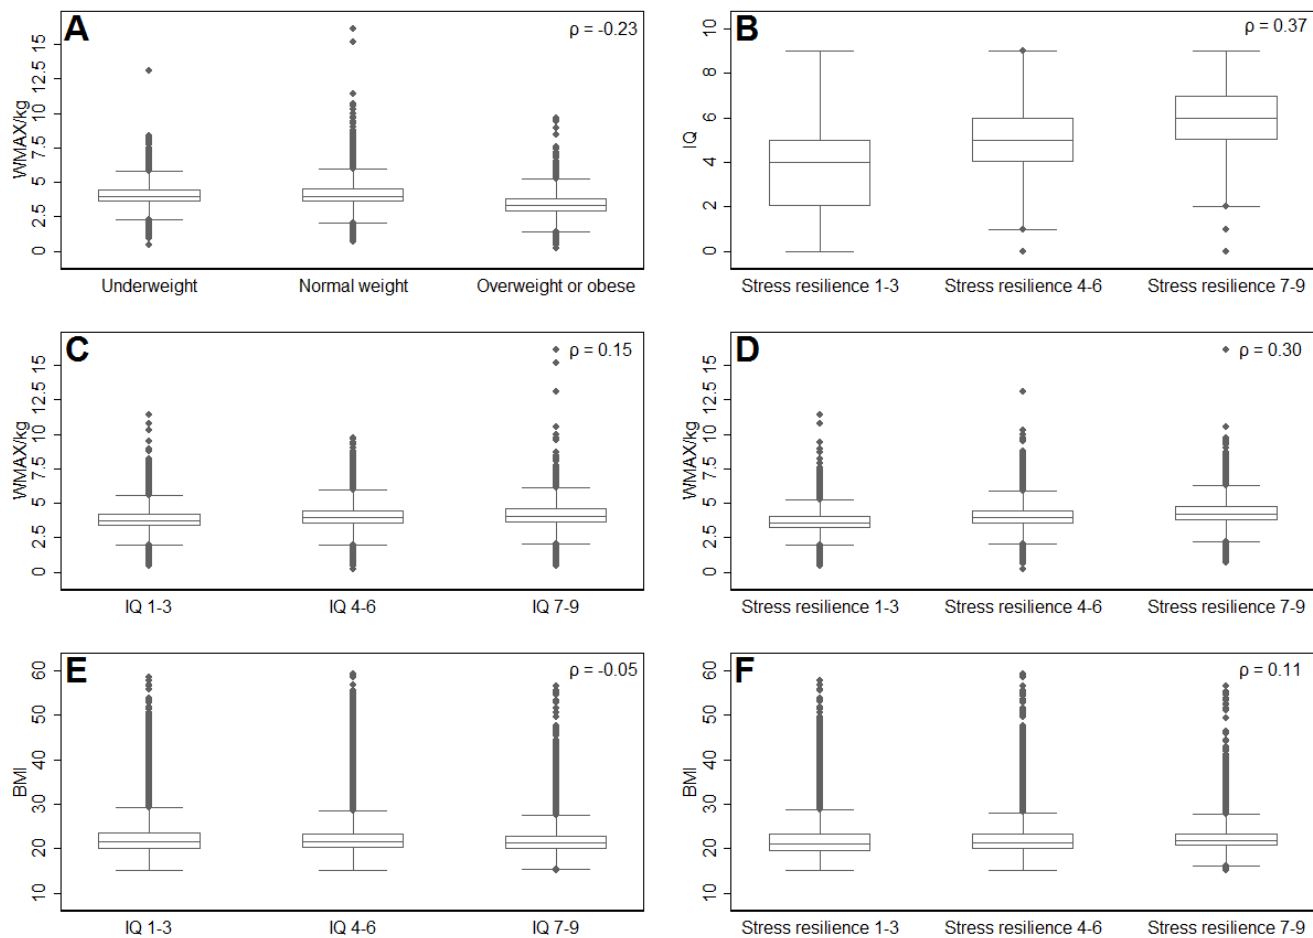 A
ρ = -0.23
WMAX/kg
15
12.5
10
7.5
5
2.5
0
Underweight
Normal weight
Overweight or obese
B
ρ = 0.37
IQ
10
8
6
4
2
0
Stress resilience 1-3
Stress resilience 4-6
Stress resilience 7-9
C
ρ = 0.15
WMAX/kg
15
12.5
10
7.5
5
2.5
0
IQ 1-3
IQ 4-6
IQ 7-9
D
ρ = 0.30
WMAX/kg
15
12.5
10
7.5
5
2.5
0
Stress resilience 1-3
Stress resilience 4-6
Stress resilience 7-9
E
ρ = -0.05
BMI
60
50
40
30
20
10
IQ 1-3
IQ 4-6
IQ 7-9
F
ρ = 0.11
BMI
60
50
40
30
20
10
Stress resilience 1-3
Stress resilience 4-6
Stress resilience 7-9